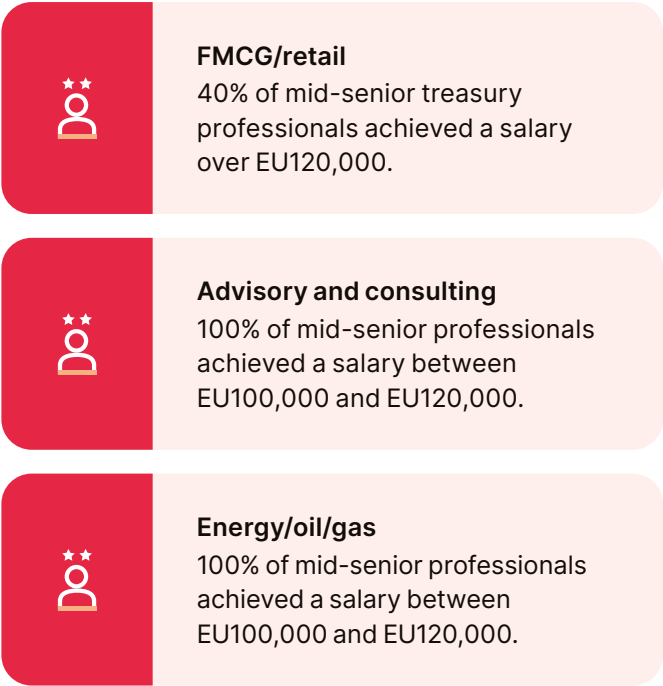 FMCG/retail
40% of mid-senior treasury
professionals achieved a salary
over EU120,000.
Advisory and consulting
100% of mid-senior professionals
achieved a salary between
EU100,000 and EU120,000.
Energy/oil/gas
100% of mid-senior professionals
achieved a salary between
EU100,000 and EU120,000.